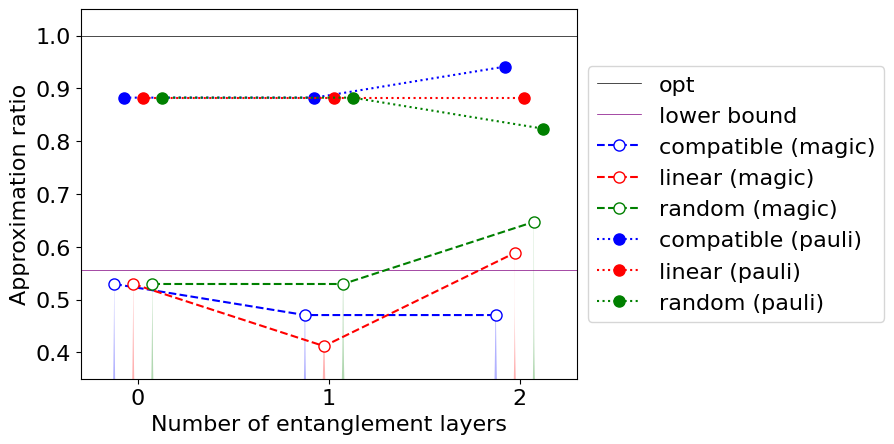 1.0
0.9
0.8
0.7
0.6
0.5
0.4
Approximation ratio
0 1 2
Number of entanglement layers
opt
lower bound
compatible (magic)
linear (magic)
random (magic)
compatible (pauli)
linear (pauli)
random (pauli)